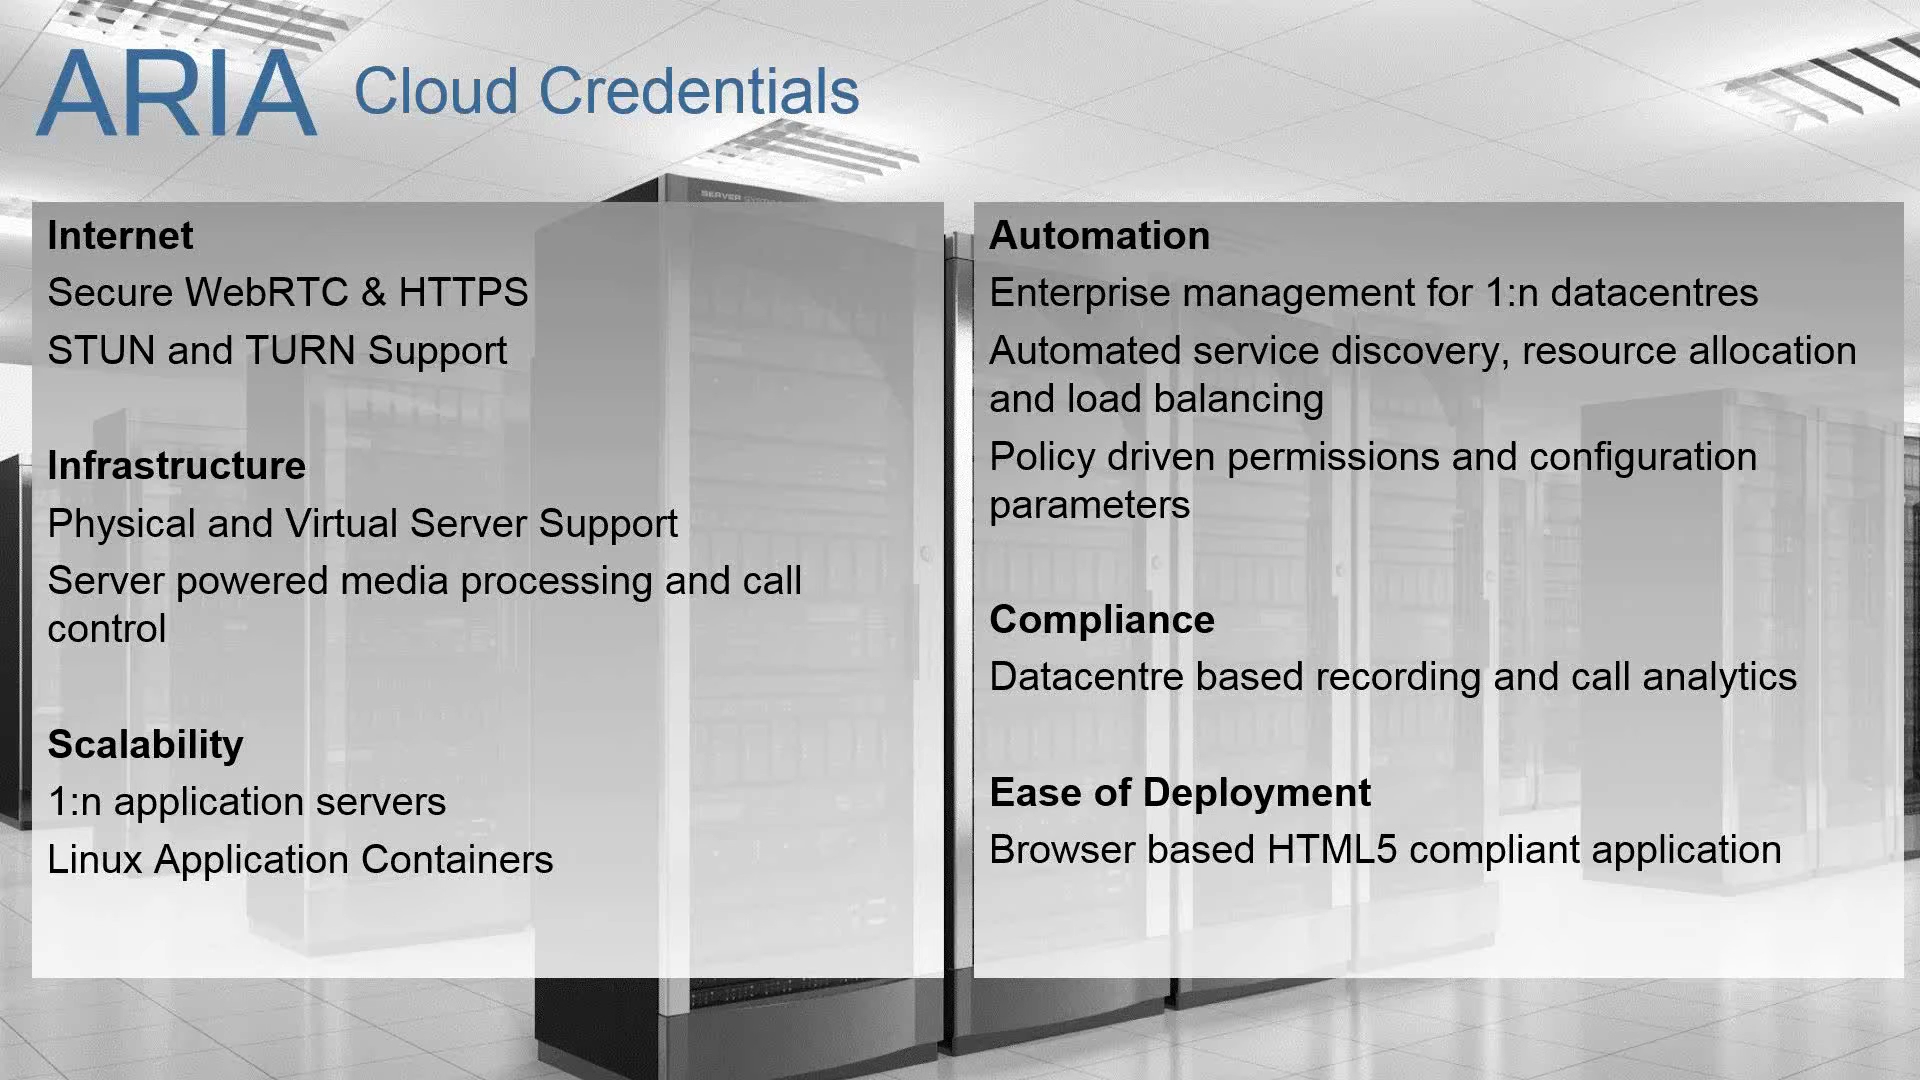 ARIA Cloud Credentials
SERVER
Internet
Secure WebRTC & HTTPS
STUN and TURN Support
Infrastructure
Physical and Virtual Server Support
Server powered media processing and call
control
Scalability
1:n application servers
Linux Application Containers
Automation
Enterprise management for 1:n datacentres
Automated service discovery, resource allocation
and load balancing
Policy driven permissions and configuration
parameters
Compliance
Datacentre based recording and call analytics
Ease of Deployment
Browser based HTML5 compliant application